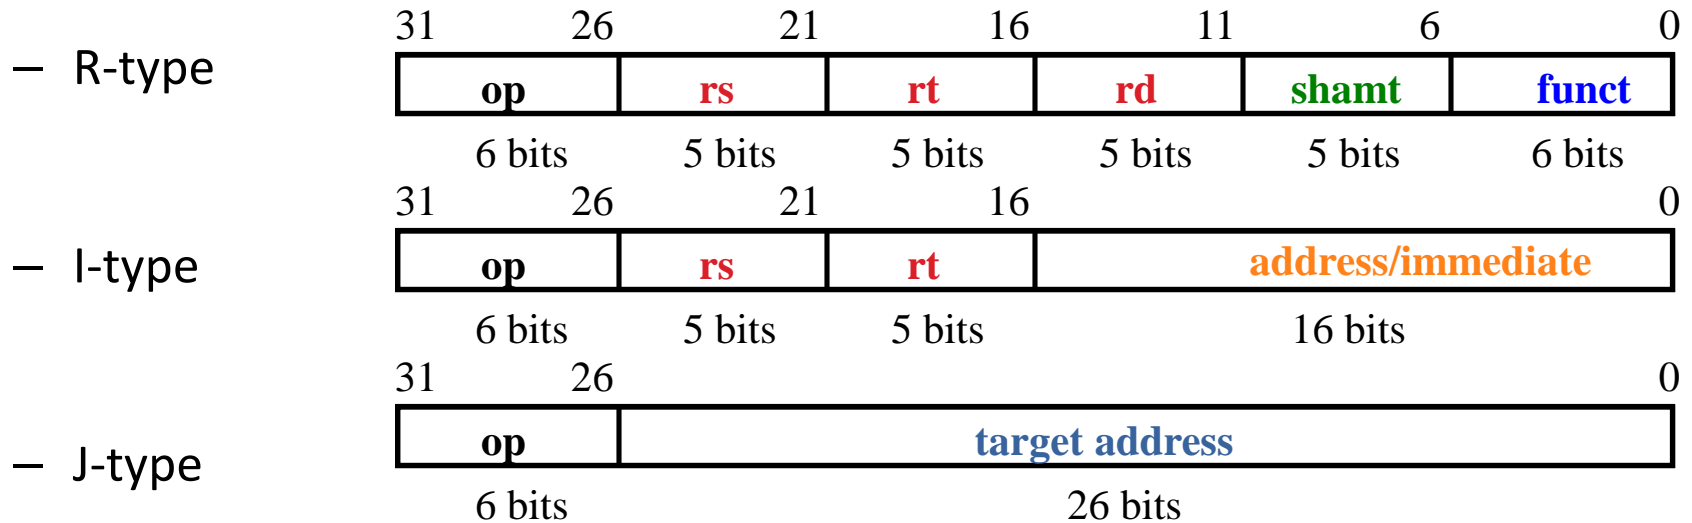 31 26 21 16 11 6 0
– R-type op rs rt rd shamt funct
6 bits 5 bits 5 bits 5 bits 5 bits 6 bits
31 26 21 16 0
– I-type op rs rt address/immediate
6 bits 5 bits 5 bits 16 bits
31 26 0
– J-type op target address
6 bits 26 bits